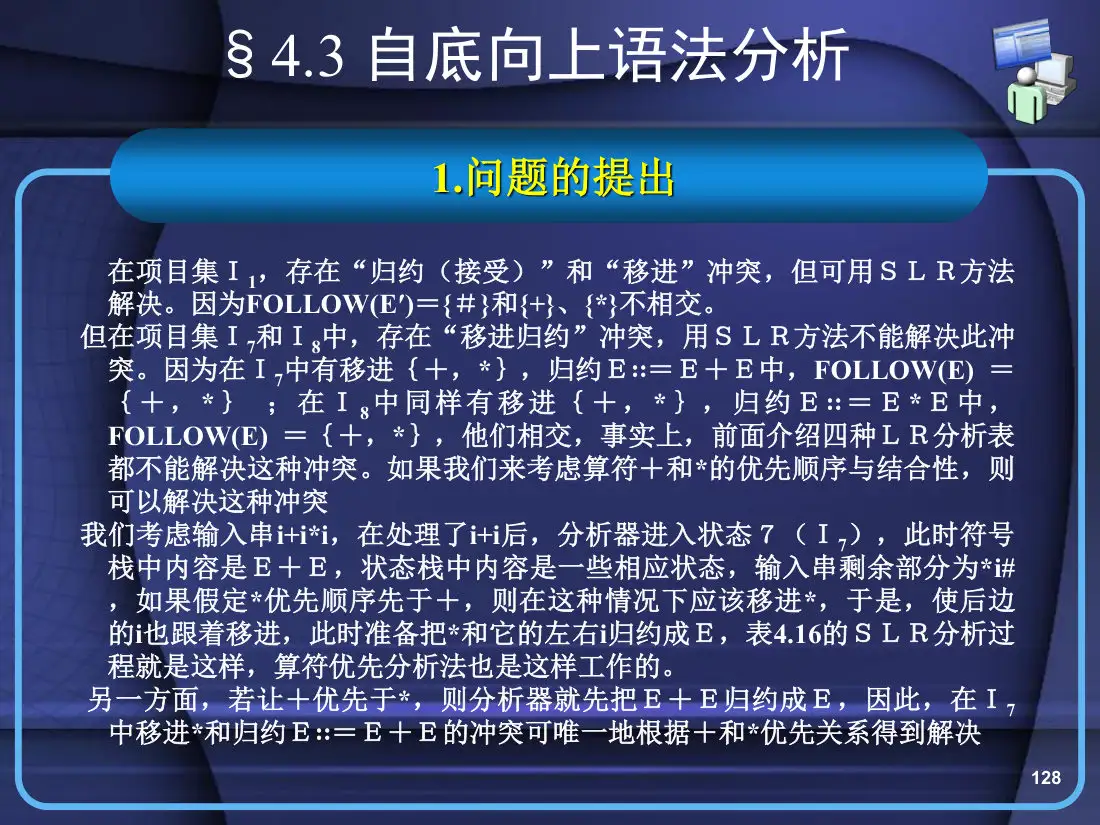 §4.3 自底向上语法分析
1.问题的提出
在项目集Ｉ1，存在“归约（接受）”和“移进”冲突，但可用ＳＬＲ方法
解决。因为FOLLOW(E′)＝{＃}和{+}、{*}不相交。
但在项目集Ｉ7和Ｉ8中，存在“移进归约”冲突，用ＳＬＲ方法不能解决此冲
突。因为在Ｉ7中有移进｛＋，*｝，归约Ｅ::＝Ｅ＋Ｅ中，FOLLOW(E) ＝
｛＋，*｝ ；在Ｉ8中同样有移进｛＋，*｝，归约Ｅ::＝Ｅ*Ｅ中，
FOLLOW(E) ＝｛＋，*｝，他们相交，事实上，前面介绍四种ＬＲ分析表
都不能解决这种冲突。如果我们来考虑算符＋和*的优先顺序与结合性，则
可以解决这种冲突
我们考虑输入串i+i*i，在处理了i+i后，分析器进入状态７（Ｉ7），此时符号
栈中内容是Ｅ＋Ｅ，状态栈中内容是一些相应状态，输入串剩余部分为*i#
，如果假定*优先顺序先于＋，则在这种情况下应该移进*，于是，使后边
的i也跟着移进，此时准备把*和它的左右i归约成Ｅ，表4.16的ＳＬＲ分析过
程就是这样，算符优先分析法也是这样工作的。
另一方面，若让＋优先于*，则分析器就先把Ｅ＋Ｅ归约成Ｅ，因此，在Ｉ7
中移进*和归约Ｅ::＝Ｅ＋Ｅ的冲突可唯一地根据＋和*优先关系得到解决
128